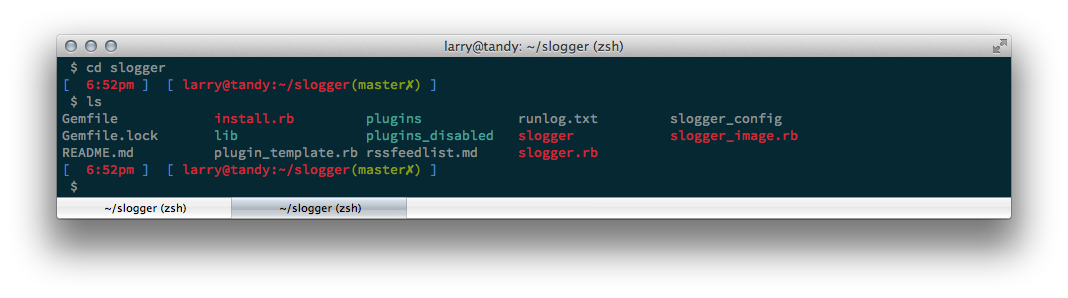 larry@tandy: ~/slogger (zsh)
$ cd slogger
[ 6:52pm ] [ larry@tandy:~/slogger(master✗) ]
$ ls
Gemfile install.rb plugins runlog.txt slogger_config
Gemfile.lock lib plugins_disabled slogger slogger_image.rb
README.md plugin_template.rb rssfeedlist.md slogger.rb
[ 6:52pm ] [ larry@tandy:~/slogger(master✗) ]
$
~/slogger (zsh) ~/slogger (zsh)